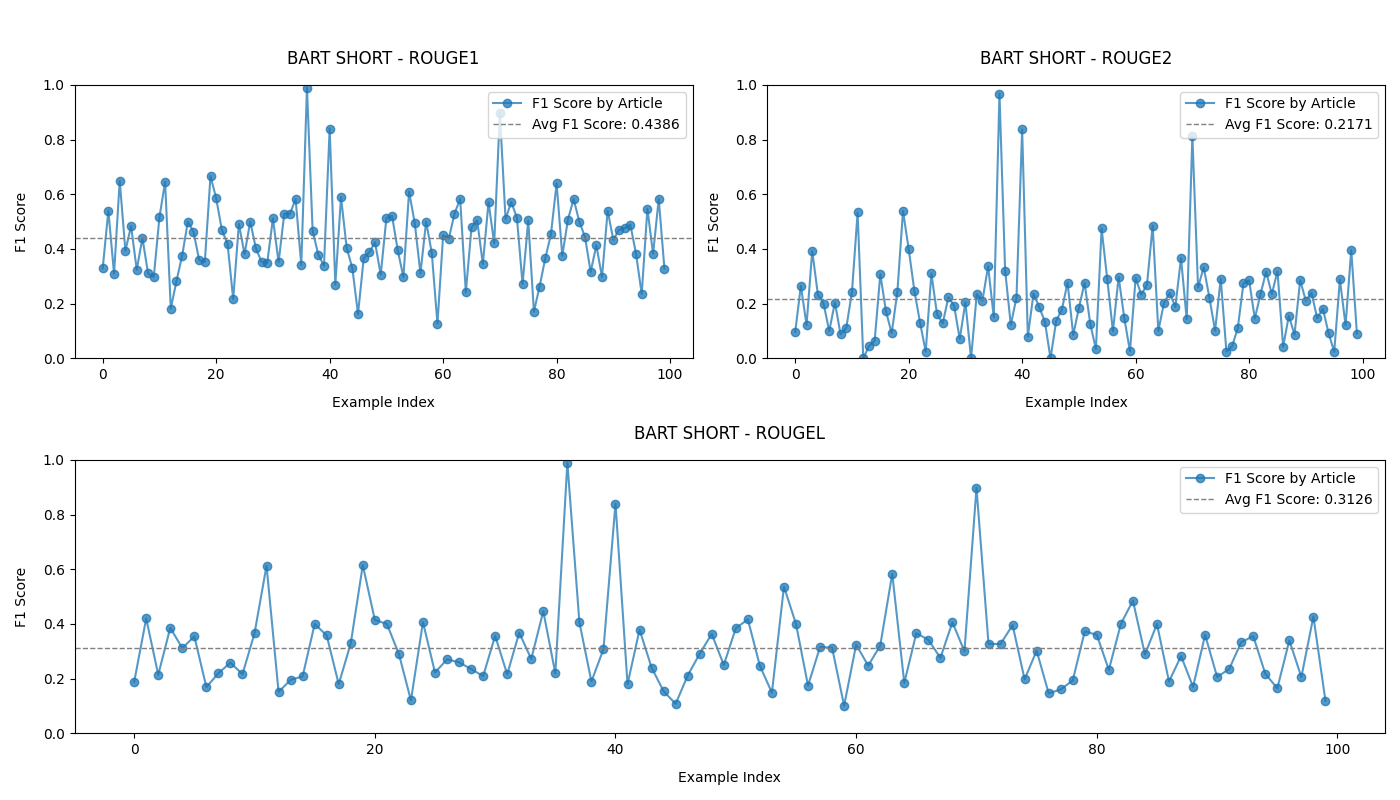 BART SHORT - ROUGE1
1.0
0.8
0.6
0.4
0.2
0.0
F1 Score
F1 Score by Article
Avg F1 Score: 0.4386
0 20 40 60 80 100
Example Index
BART SHORT - ROUGE2
1.0
0.8
0.6
0.4
0.2
0.0
F1 Score
F1 Score by Article
Avg F1 Score: 0.2171
0 20 40 60 80 100
Example Index
BART SHORT - ROUGEL
1.0
0.8
0.6
0.4
0.2
0.0
F1 Score
F1 Score by Article
Avg F1 Score: 0.3126
0 20 40 60 80 100
Example Index